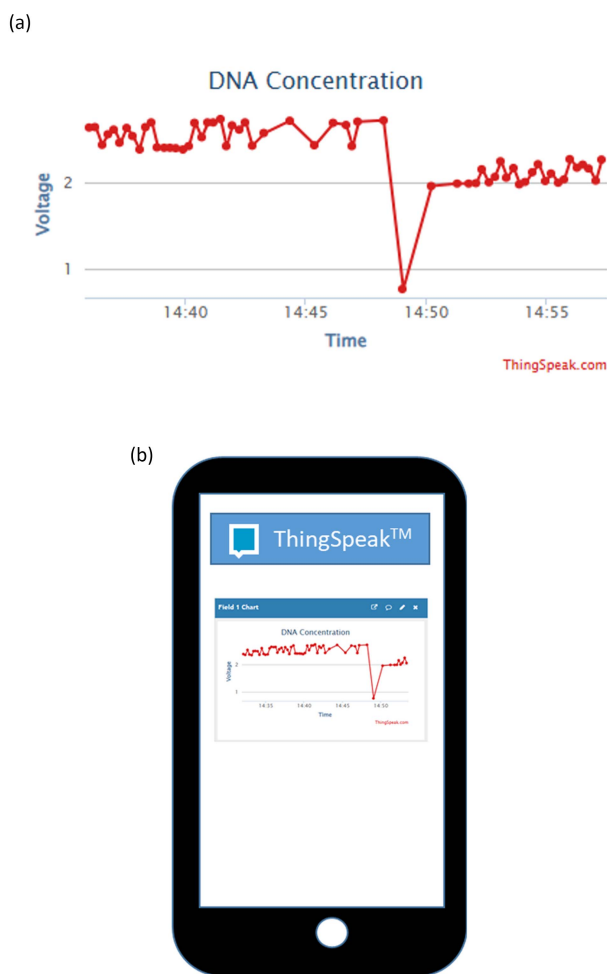 (a)
DNA Concentration
Voltage
2
1
14:40 14:45 14:50 14:55
Time
ThingSpeak.com
(b)
ThingSpeak™
Field 1 Chart
DNA Concentration
Voltage
2
1
14:35 14:40 14:45 14:50
Time
ThingSpeak.com